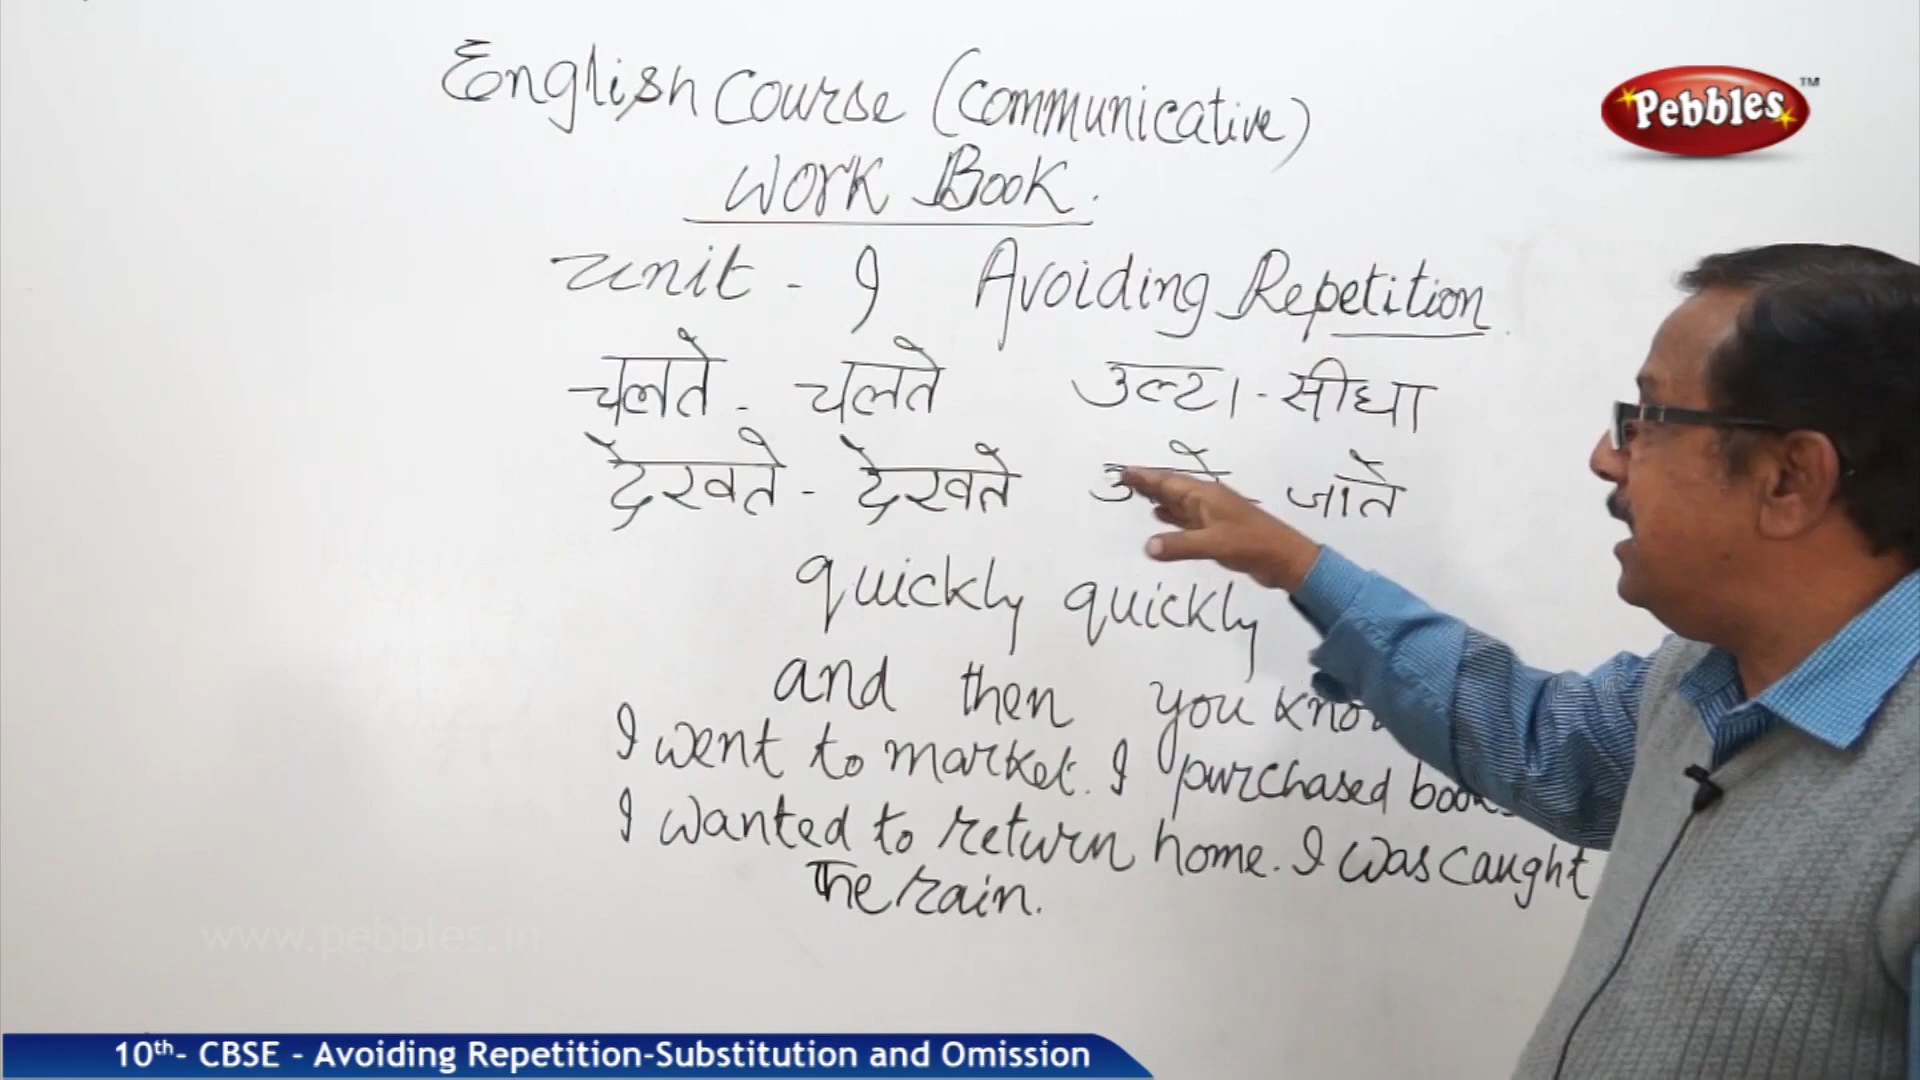 English Course (Communicative)
Pebbles™
Work Book.
Unit - I Avoiding Repetition
चलते - चलते उल्टा - सीधा
देखते - देखते - जाते
quickly quickly
and then you
I went to market. I purchased
I wanted to return home. I was caught
The rain.
www.pebbles.in
10th- CBSE - Avoiding Repetition-Substitution and Omission